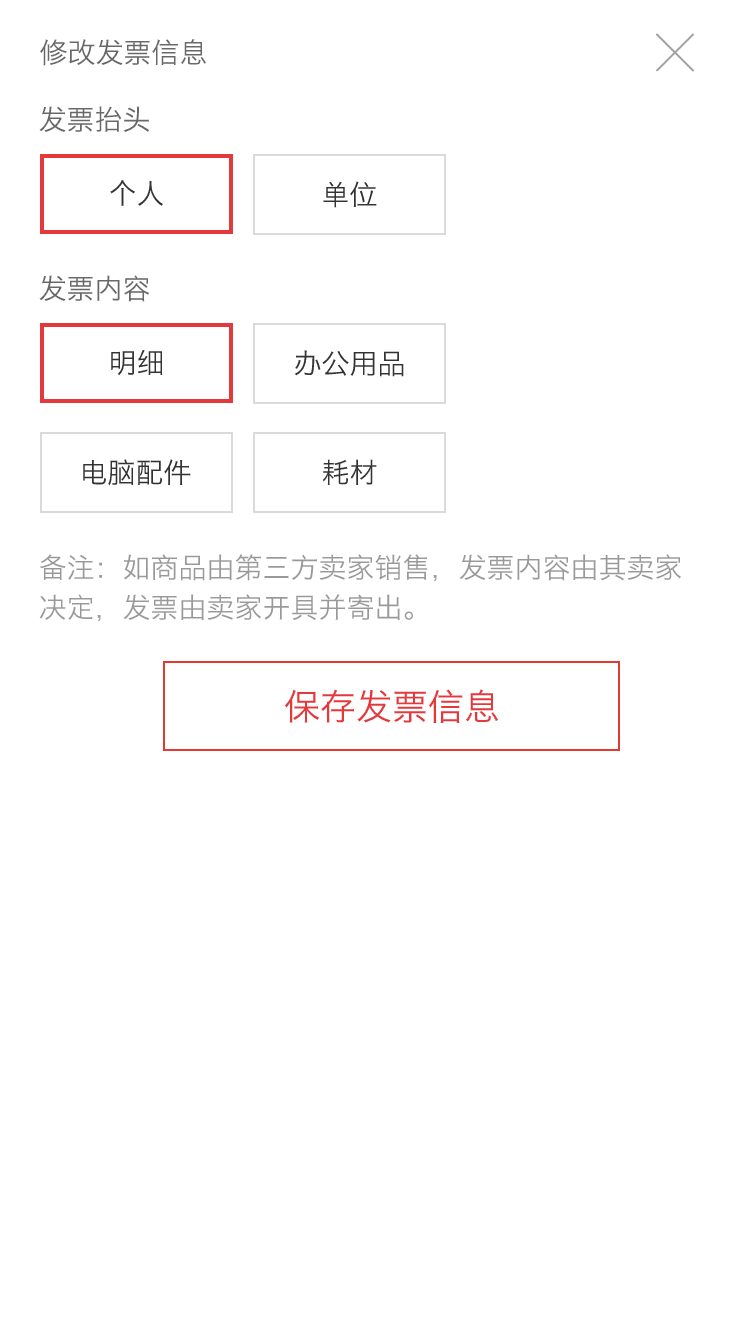 修改发票信息
发票抬头
个人
单位
发票内容
明细
办公用品
电脑配件
耗材
备注：如商品由第三方卖家销售，发票内容由其卖家
决定，发票由卖家开具并寄出。
保存发票信息